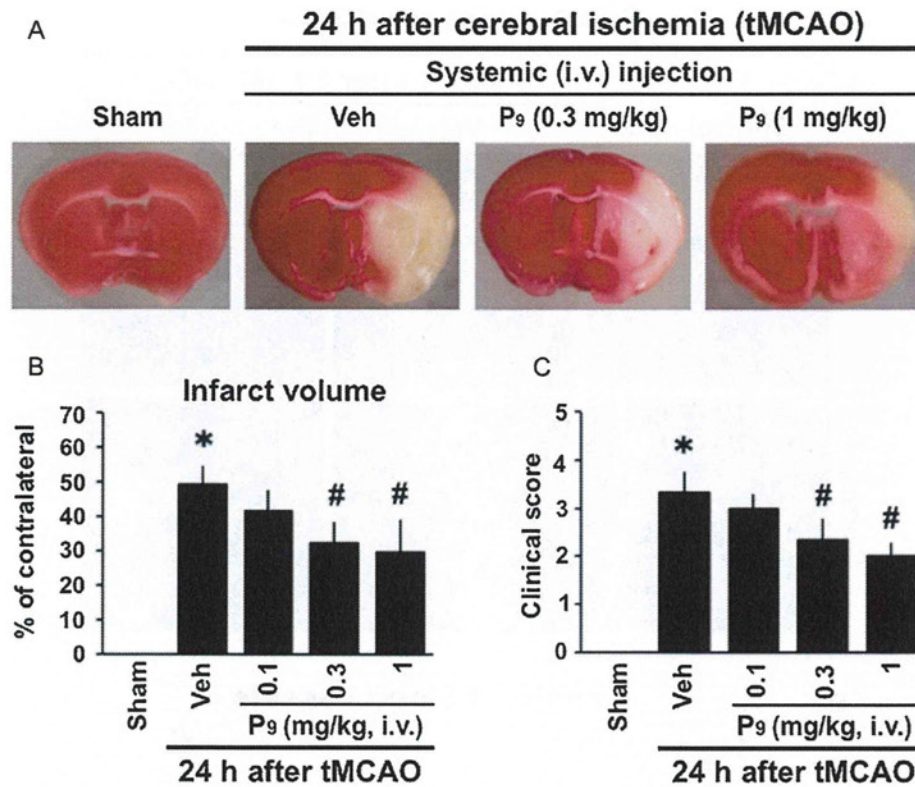 A
24 h after cerebral ischemia (tMCAO)
Systemic (i.v.) injection
Sham
Veh
P₉ (0.3 mg/kg)
P₉ (1 mg/kg)
B
Infarct volume
% of contralateral
70
60
50
40
30
20
10
0
*
#
#
Sham
Veh
0.1
0.3
1
P₉ (mg/kg, i.v.)
24 h after tMCAO
C
Clinical score
5
4
3
2
1
0
*
#
#
Sham
Veh
0.1
0.3
1
P₉ (mg/kg, i.v.)
24 h after tMCAO